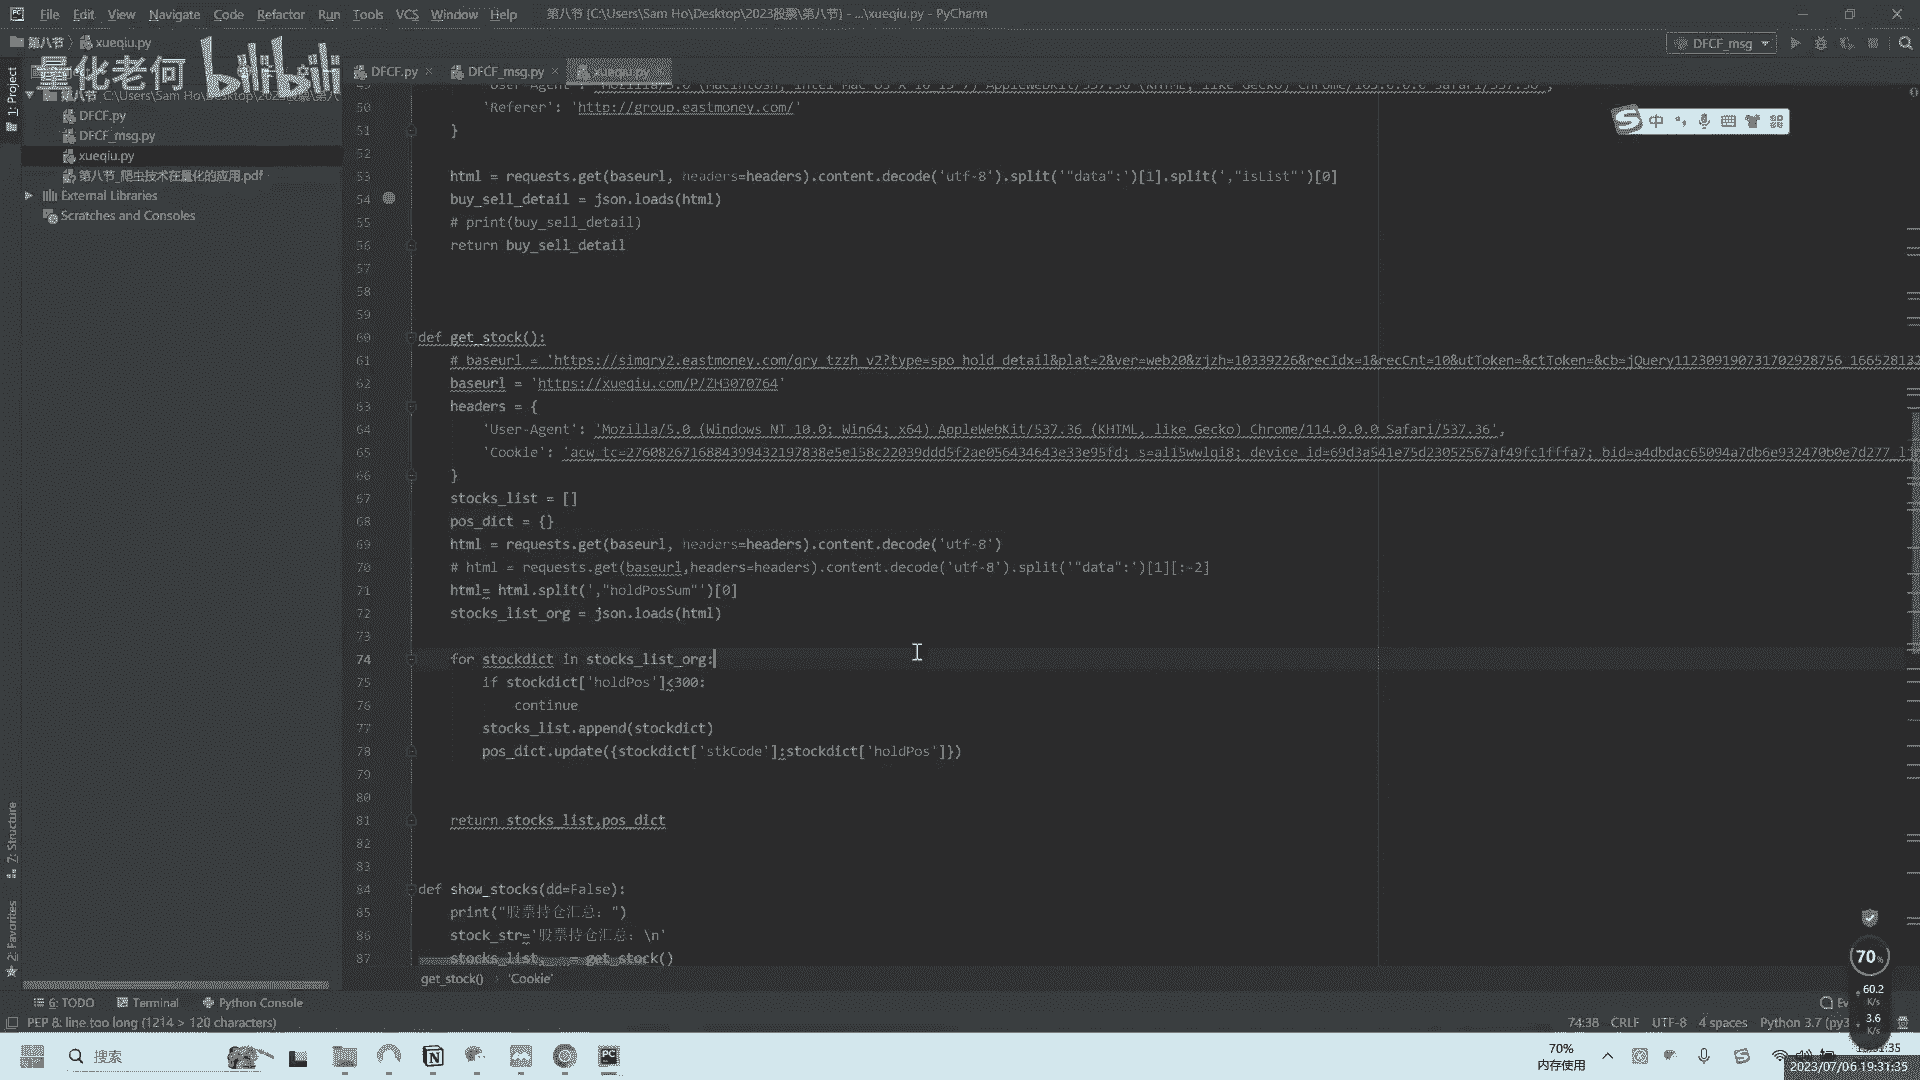 File Edit View Navigate Code Refactor Run Tools VCS Window Help 第八节 [C:\Users\Sam Ho\Desktop\2023股聚\第八节] - ...\xueqiu.py - PyCharm
第八节 xueqiu.py
DFCF_msg
量化老何 bilibili
1: Project
DFCF.py DFCF_msg.py xueqiu.py
第八节 C:\Users\Sam Ho\Desktop\2023股聚\第八
DFCF.py
DFCF_msg.py
xueqiu.py
第八节_爬虫技术在量化的应用.pdf
External Libraries
Scratches and Consoles
中
50 'Referer': 'http://group.eastmoney.com/'
51 }
52
53 html = requests.get(baseurl, headers=headers).content.decode('utf-8').split('"data":')[1].split(',"isList"')[0]
54 buy_sell_detail = json.loads(html)
55 # print(buy_sell_detail)
56 return buy_sell_detail
57
58
59
60 def get_stock():
61 # baseurl = 'https://simqry2.eastmoney.com/qry_tzzh_v2?type=spo_hold_detail&plat=2&ver=web20&zjzh=10339226&recIdx=1&recCnt=10&utToken=&ctToken=&cb=jQuery112309190731702928756_166528132
62 baseurl = 'https://xueqiu.com/P/ZH3070764'
63 headers = {
64 'User-Agent': 'Mozilla/5.0 (Windows NT 10.0; Win64; x64) AppleWebKit/537.36 (KHTML, like Gecko) Chrome/114.0.0.0 Safari/537.36',
65 'Cookie': 'acw_tc=2760826716884399432197838e5e158c22039ddd5f2ae056434643e33e95fd; s=al15wwlqi8; device_id=69d3a541e75d23052567af49fc1fffa7; bid=a4dbdac65094a7db6e932470b0e7d277_
66 }
67 stocks_list = []
68 pos_dict = {}
69 html = requests.get(baseurl, headers=headers).content.decode('utf-8')
70 # html = requests.get(baseurl,headers=headers).content.decode('utf-8').split('"data":')[1][:-2]
71 html= html.split(',"holdPosSum"')[0]
72 stocks_list_org = json.loads(html)
73
74 for stockdict in stocks_list_org:
75 if stockdict['holdPos']<300:
76 continue
77 stocks_list.append(stockdict)
78 pos_dict.update({stockdict['stkCode']:stockdict['holdPos']})
79
80
81 return stocks_list,pos_dict
82
83
84 def show_stocks(dd=False):
85 print("股票持仓汇总：")
86 stock_str='股票持仓汇总：\n'
87 stocks_list,_ = get_stock()
7: Structure
2: Favorites
get_stock() 'Cookie'
6: TODO Terminal Python Console
PEP 8: line too long (1214 > 120 characters)
74:38 CRLF UTF-8 4 spaces Python 3.7 (py3
70%
60.2
K/s
3.6
K/s
搜索
70%
内存使用
2023/07/06 19:31:35